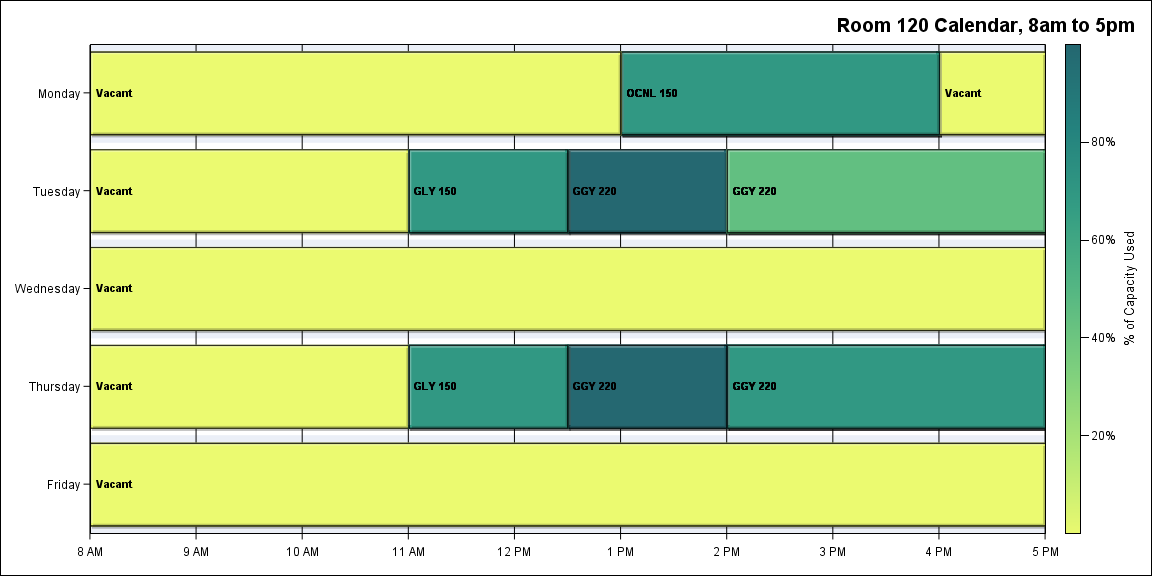 Room 120 Calendar, 8am to 5pm
Monday
Vacant
OCNL 150
Vacant
Tuesday
Vacant
GLY 150
GGY 220
GGY 220
Wednesday
Vacant
Thursday
Vacant
GLY 150
GGY 220
GGY 220
Friday
Vacant
8 AM
9 AM
10 AM
11 AM
12 PM
1 PM
2 PM
3 PM
4 PM
5 PM
80%
60%
40%
20%
% of Capacity Used